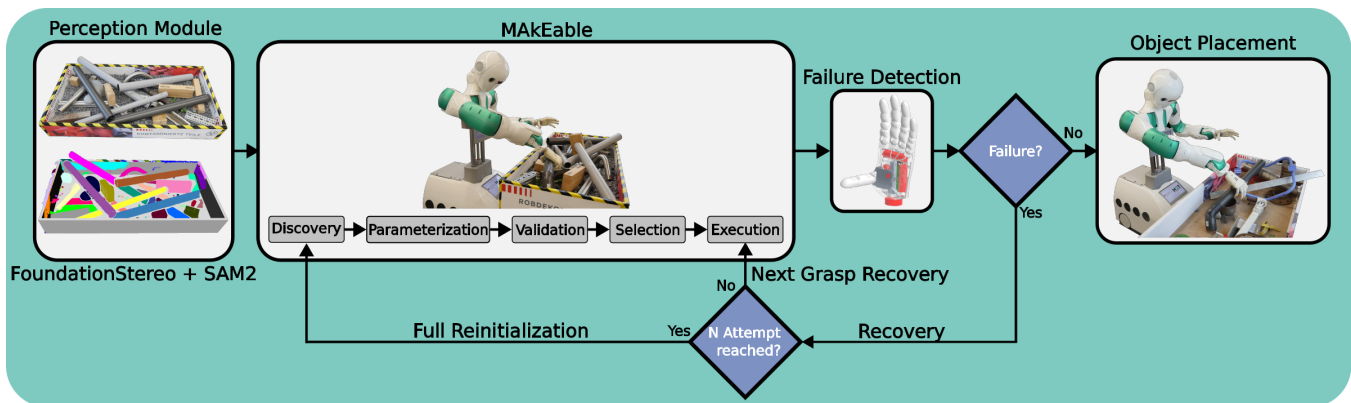 Perception Module
MAkEable
Object Placement
Failure Detection
ROBDEKO
Failure?
No
Yes
Discovery
Parameterization
Validation
Selection
Execution
FoundationStereo + SAM2
No
Next Grasp Recovery
Full Reinitialization
Yes
N Attempt
reached?
Recovery